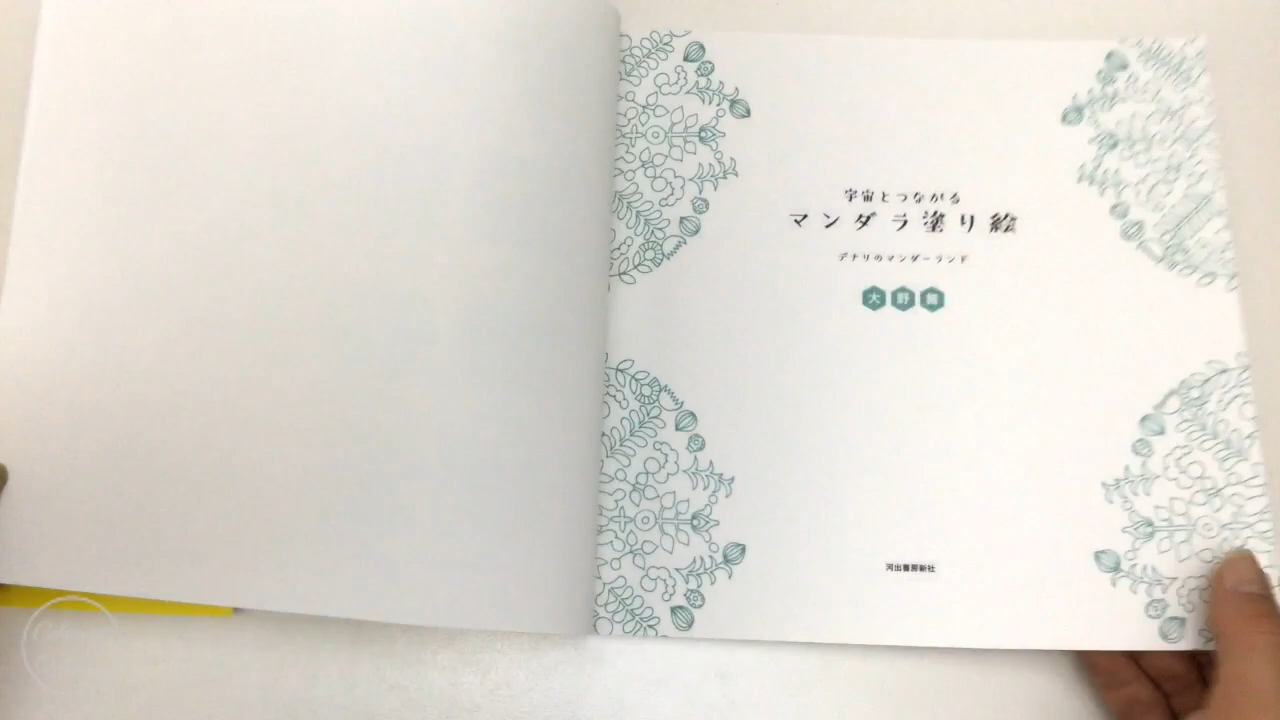 宇宙とつながる
マンダラ塗り絵
デナリのマンダーランド
大野舞
河出書房新社